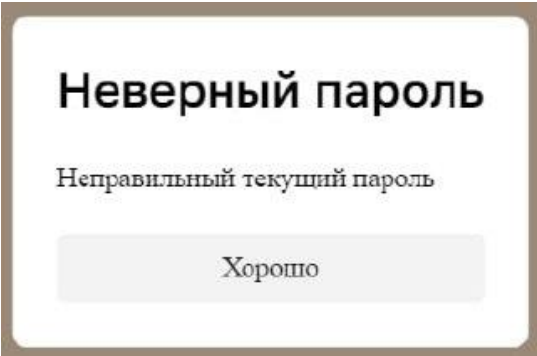 Неверный пароль
Неправильный текущий пароль
Хорошо